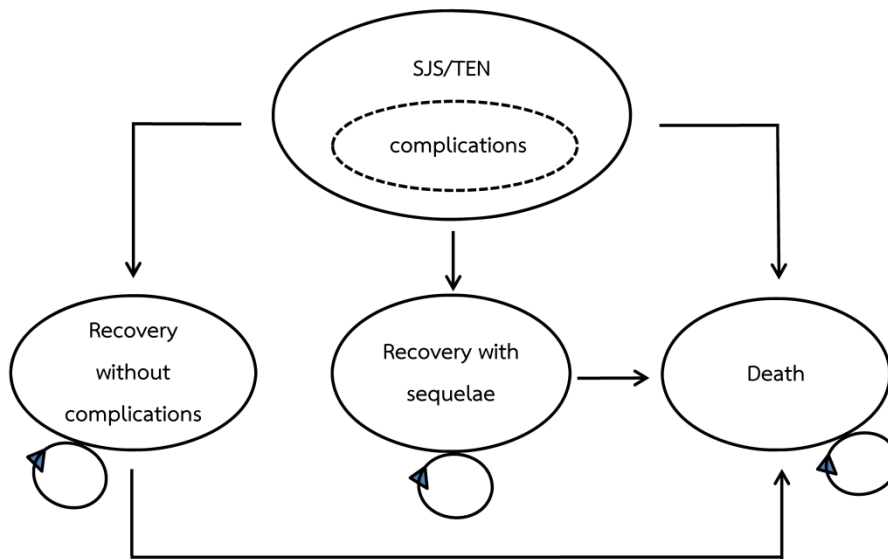 SJS/TEN
complications
Recovery
without
complications
Recovery with
sequelae
Death